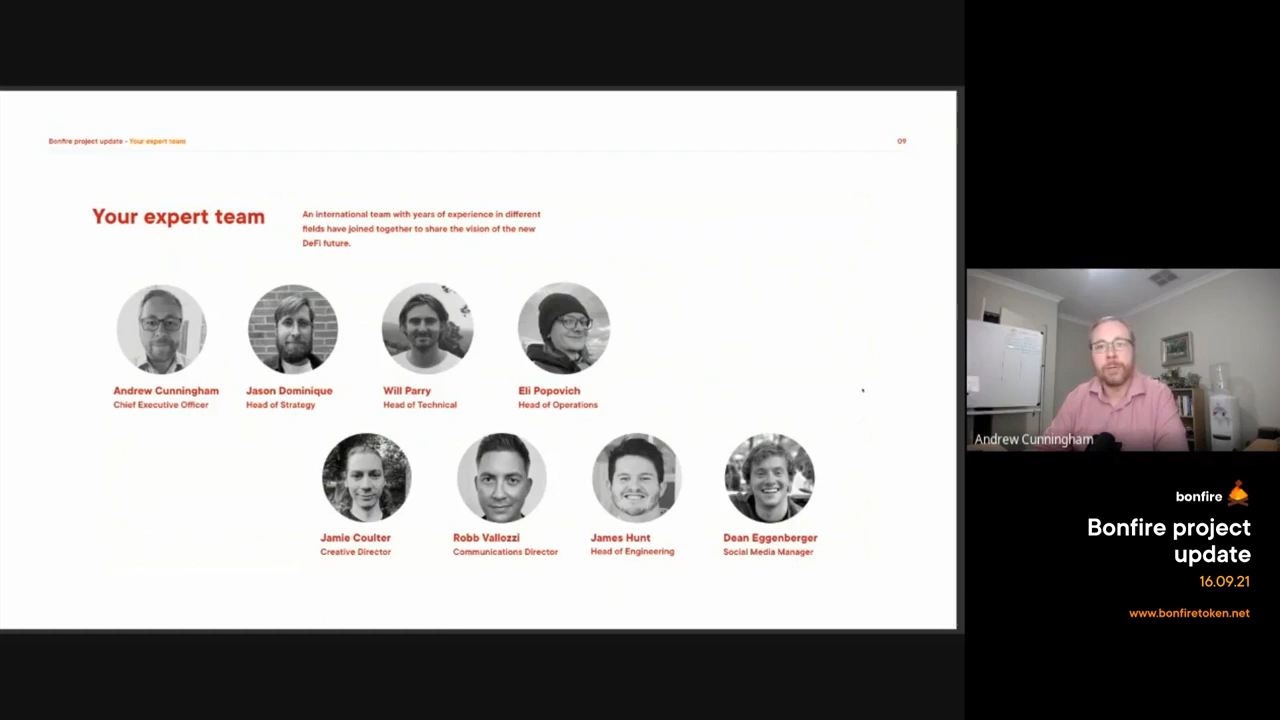 Bonfire project update - Your expert team
09
Your expert team
An international team with years of experience in different
fields have joined together to share the vision of the new
DeFi future.
Andrew Cunningham
Chief Executive Officer
Jason Dominique
Head of Strategy
Will Parry
Head of Technical
Eli Popovich
Head of Operations
Jamie Coulter
Creative Director
Robb Vallozzi
Communications Director
James Hunt
Head of Engineering
Dean Eggenberger
Social Media Manager
Andrew Cunningham
bonfire
Bonfire project
update
16.09.21
www.bonfiretoken.net